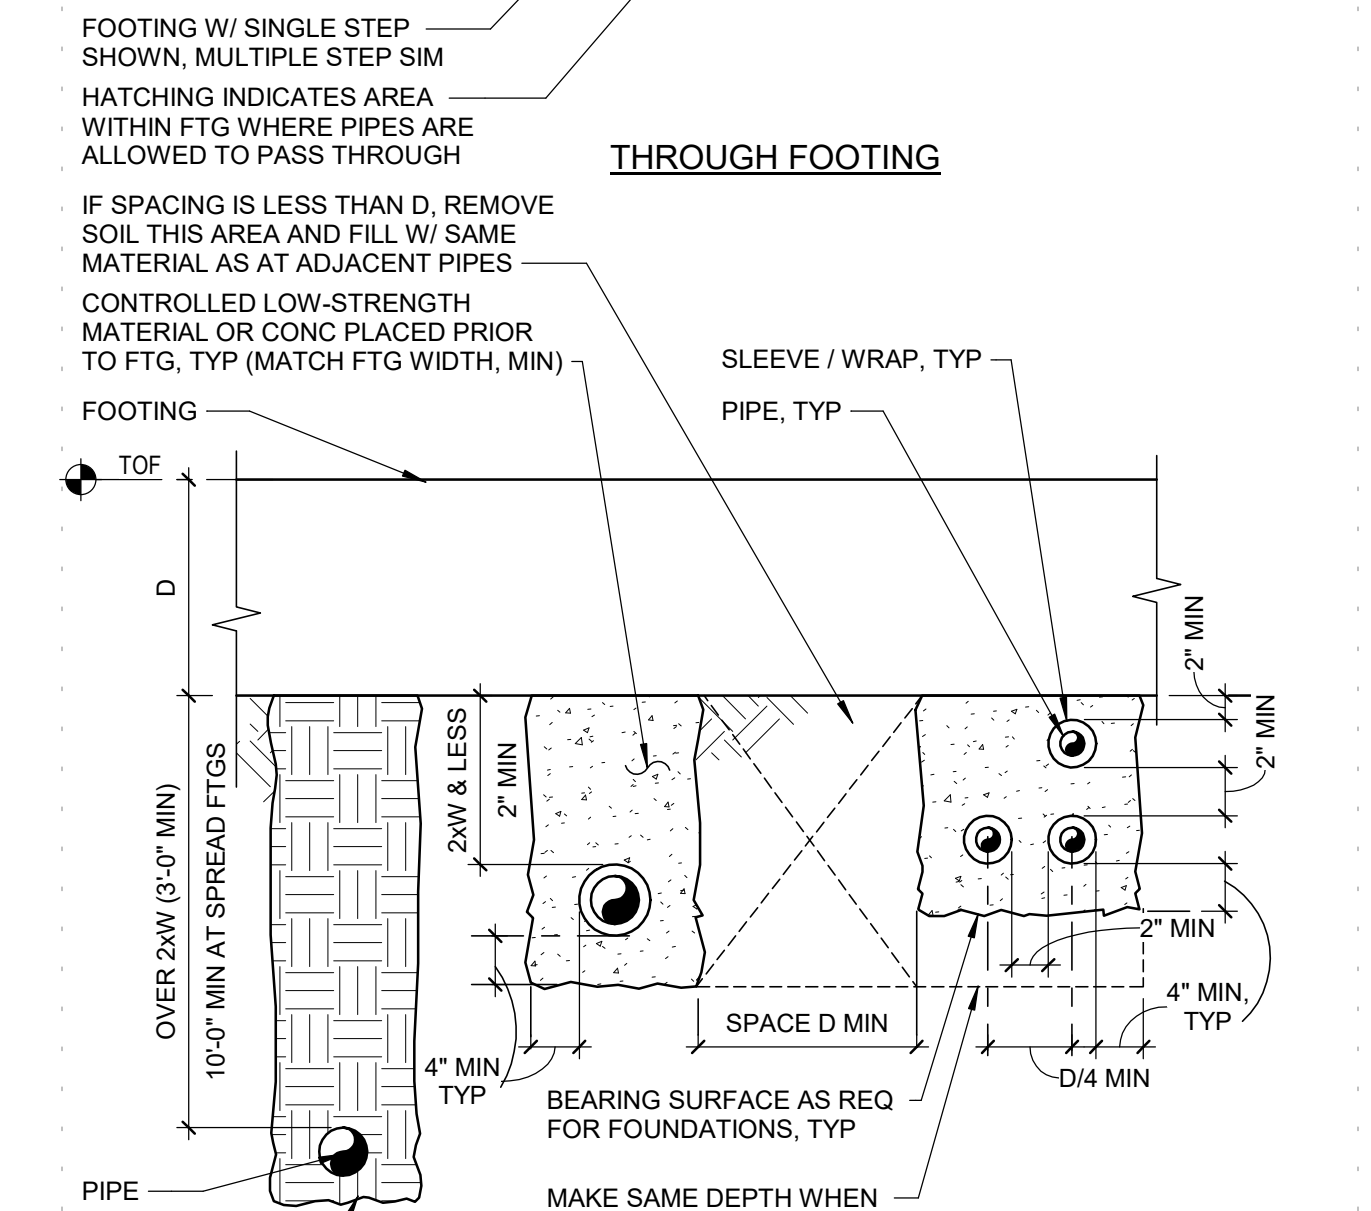 FOOTING W/ SINGLE STEP
SHOWN, MULTIPLE STEP SIM
HATCHING INDICATES AREA
WITHIN FTG WHERE PIPES ARE
ALLOWED TO PASS THROUGH
THROUGH FOOTING
IF SPACING IS LESS THAN D, REMOVE
SOIL THIS AREA AND FILL W/ SAME
MATERIAL AS AT ADJACENT PIPES
CONTROLLED LOW-STRENGTH
MATERIAL OR CONC PLACED PRIOR
TO FTG, TYP (MATCH FTG WIDTH, MIN)
SLEEVE / WRAP, TYP
FOOTING
PIPE, TYP
TOF
D
2" MIN
2" MIN
2xW & LESS
2" MIN
OVER 2xW (3'-0" MIN)
10'-0" MIN AT SPREAD FTGS
2" MIN
4" MIN,
TYP
SPACE D MIN
4" MIN
TYP
D/4 MIN
BEARING SURFACE AS REQ
FOR FOUNDATIONS, TYP
PIPE
MAKE SAME DEPTH WHEN